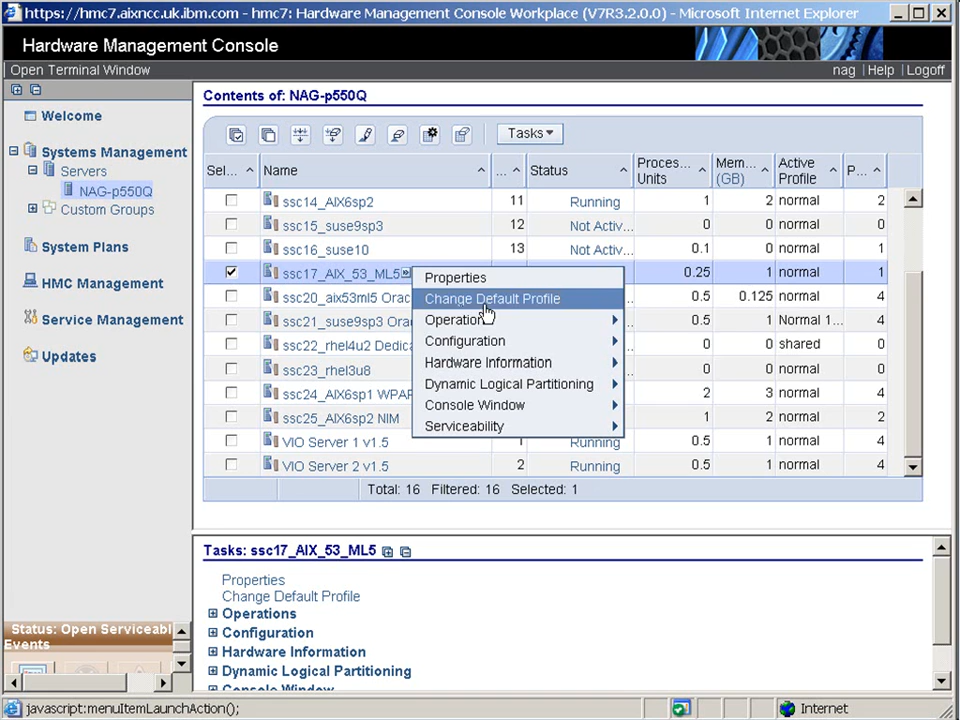 https://hmc7.aixncc.uk.ibm.com - hmc7: Hardware Management Console Workplace (V7R3.2.0.0) - Microsoft Internet Explorer
Hardware Management Console
Open Terminal Window
nag | Help | Logoff
Welcome
Systems Management
Servers
NAG-p550Q
Custom Groups
System Plans
HMC Management
Service Management
Updates
Status: Open Serviceabl
Events
Contents of: NAG-p550Q
Tasks
Sel... Name ... Status Proces... Units Mem... (GB) Active Profile P...
ssc14_AIX6sp2 11 Running 1 2 normal 2
ssc15_suse9sp3 12 Not Activ... 0 0 normal 0
ssc16_suse10 13 Not Activ... 0.1 0 normal 1
ssc17_AIX_53_ML5 0.25 1 normal 1
ssc20_aix53ml5 Orac 0.5 0.125 normal 4
ssc21_suse9sp3 Ora 0.5 1 Normal 1... 4
ssc22_rhel4u2 Dedica 0 0 shared 0
ssc23_rhel3u8 0 0 normal 0
ssc24_AIX6sp1 WPAR 2 3 normal 4
ssc25_AIX6sp2 NIM 1 2 normal 2
VIO Server 1 v1.5 1 Running 0.5 1 normal 4
VIO Server 2 v1.5 2 Running 0.5 1 normal 4
Total: 16 Filtered: 16 Selected: 1
Properties
Change Default Profile
Operation
Configuration
Hardware Information
Dynamic Logical Partitioning
Console Window
Serviceability
Tasks: ssc17_AIX_53_ML5
Properties
Change Default Profile
Operations
Configuration
Hardware Information
Dynamic Logical Partitioning
Console Window
javascript:menuItemLaunchAction();
Internet